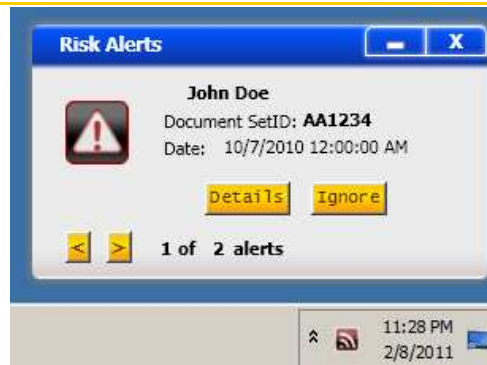 Risk Alerts
X
John Doe
Document SetID: AA1234
Date: 10/7/2010 12:00:00 AM
Details Ignore
< > 1 of 2 alerts
11:28 PM
2/8/2011